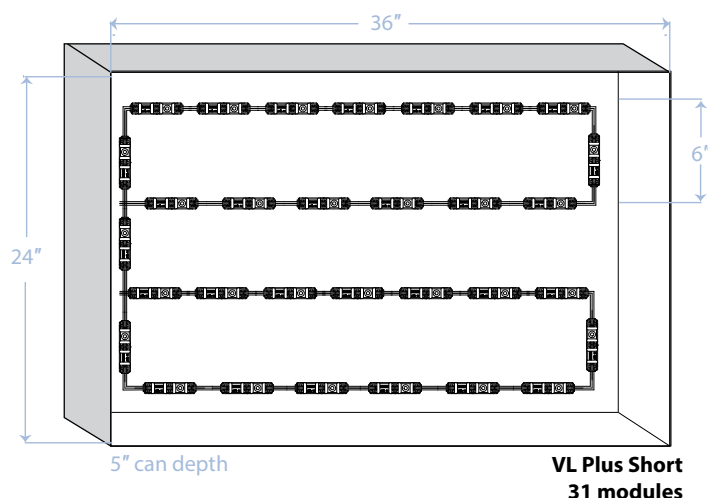 36″
6″
24″
5″ can depth
VL Plus Short
31 modules